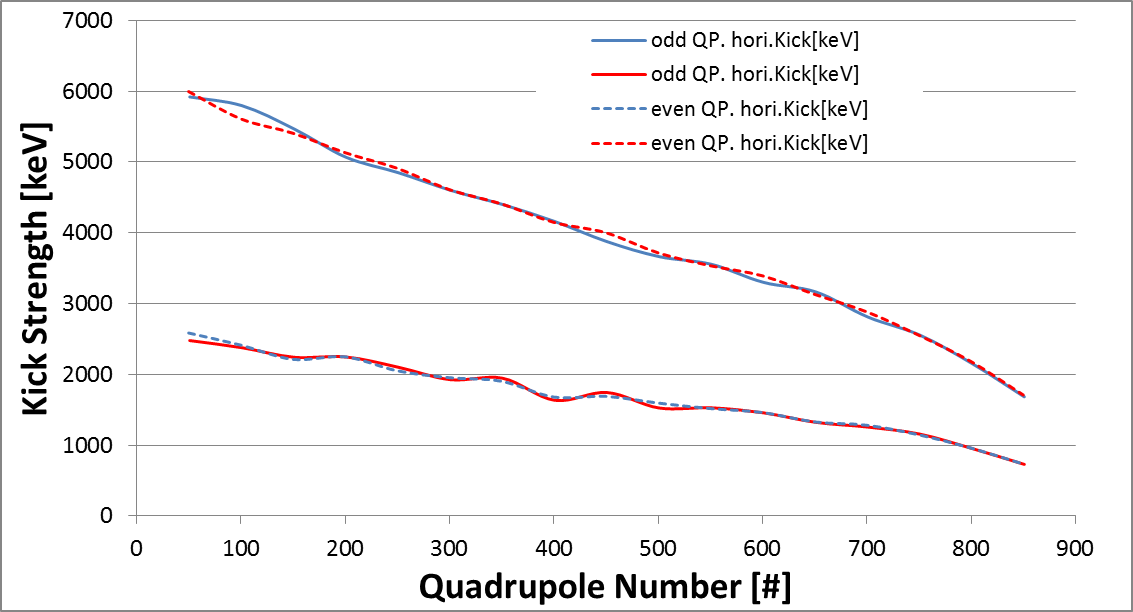 7000
6000
5000
4000
3000
2000
1000
0
Kick Strength [keV]
odd QP. hori.Kick[keV]
odd QP. hori.Kick[keV]
even QP. hori.Kick[keV]
even QP. hori.Kick[keV]
0 100 200 300 400 500 600 700 800 900
Quadrupole Number [#]